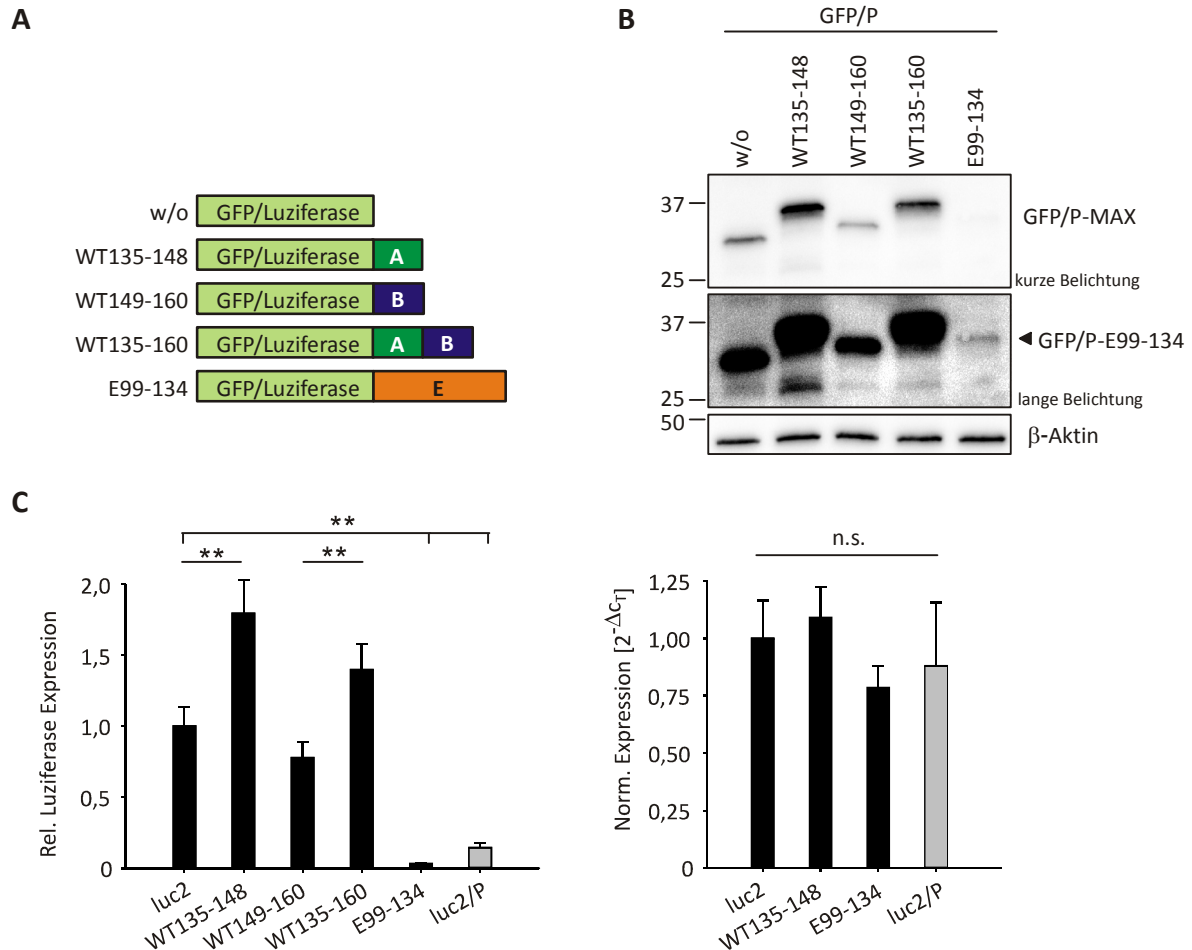 A
w/o GFP/Luziferase
WT135-148 GFP/Luziferase A
WT149-160 GFP/Luziferase B
WT135-160 GFP/Luziferase A B
E99-134 GFP/Luziferase E
B
GFP/P
w/o
WT135-148
WT149-160
WT135-160
E99-134
37
25
GFP/P-MAX
kurze Belichtung
37
25
GFP/P-E99-134
lange Belichtung
50
β-Aktin
C
**
** **
Rel. Luziferase Expression
2,0
1,5
1,0
0,5
0
luc2
WT135-148
WT149-160
WT135-160
E99-134
luc2/P
n.s.
Norm. Expression [2^-ΔcT]
1,25
1,00
0,75
0,50
0,25
0
luc2
WT135-148
E99-134
luc2/P